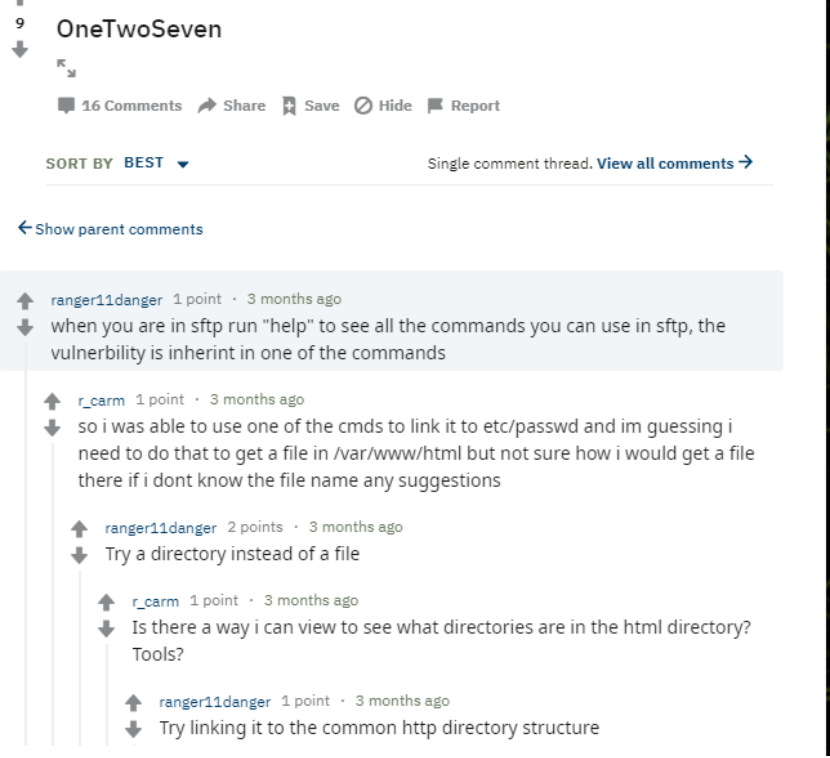 9
OneTwoSeven
16 Comments Share Save Hide Report
SORT BY BEST
Single comment thread. View all comments
Show parent comments
ranger11danger 1 point · 3 months ago
when you are in sftp run "help" to see all the commands you can use in sftp, the
vulnerbility is inherint in one of the commands
r_carm 1 point · 3 months ago
so i was able to use one of the cmds to link it to etc/passwd and im guessing i
need to do that to get a file in /var/www/html but not sure how i would get a file
there if i dont know the file name any suggestions
ranger11danger 2 points · 3 months ago
Try a directory instead of a file
r_carm 1 point · 3 months ago
Is there a way i can view to see what directories are in the html directory?
Tools?
ranger11danger 1 point · 3 months ago
Try linking it to the common http directory structure